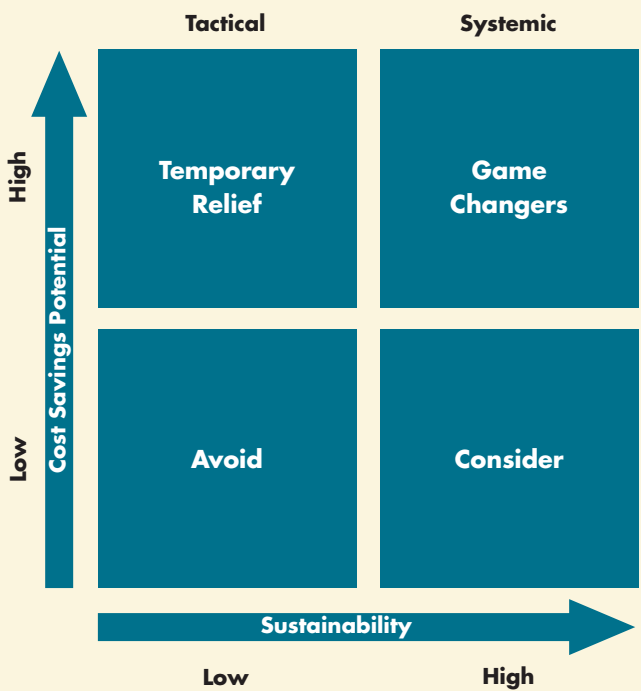 Tactical
Systemic
High
Temporary
Relief
Game
Changers
Cost Savings Potential
Low
Avoid
Consider
Sustainability
Low
High